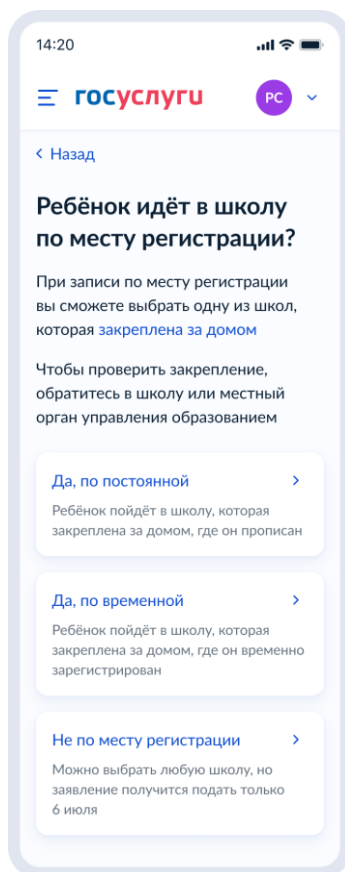 14:20
госуслуги
РС
Назад
Ребёнок идёт в школу
по месту регистрации?
При записи по месту регистрации
вы сможете выбрать одну из школ,
которая закреплена за домом
Чтобы проверить закрепление,
обратитесь в школу или местный
орган управления образованием
Да, по постоянной
Ребёнок пойдёт в школу, которая
закреплена за домом, где он прописан
Да, по временной
Ребёнок пойдёт в школу, которая
закреплена за домом, где он временно
зарегистрирован
Не по месту регистрации
Можно выбрать любую школу, но
заявление получится подать только
6 июля